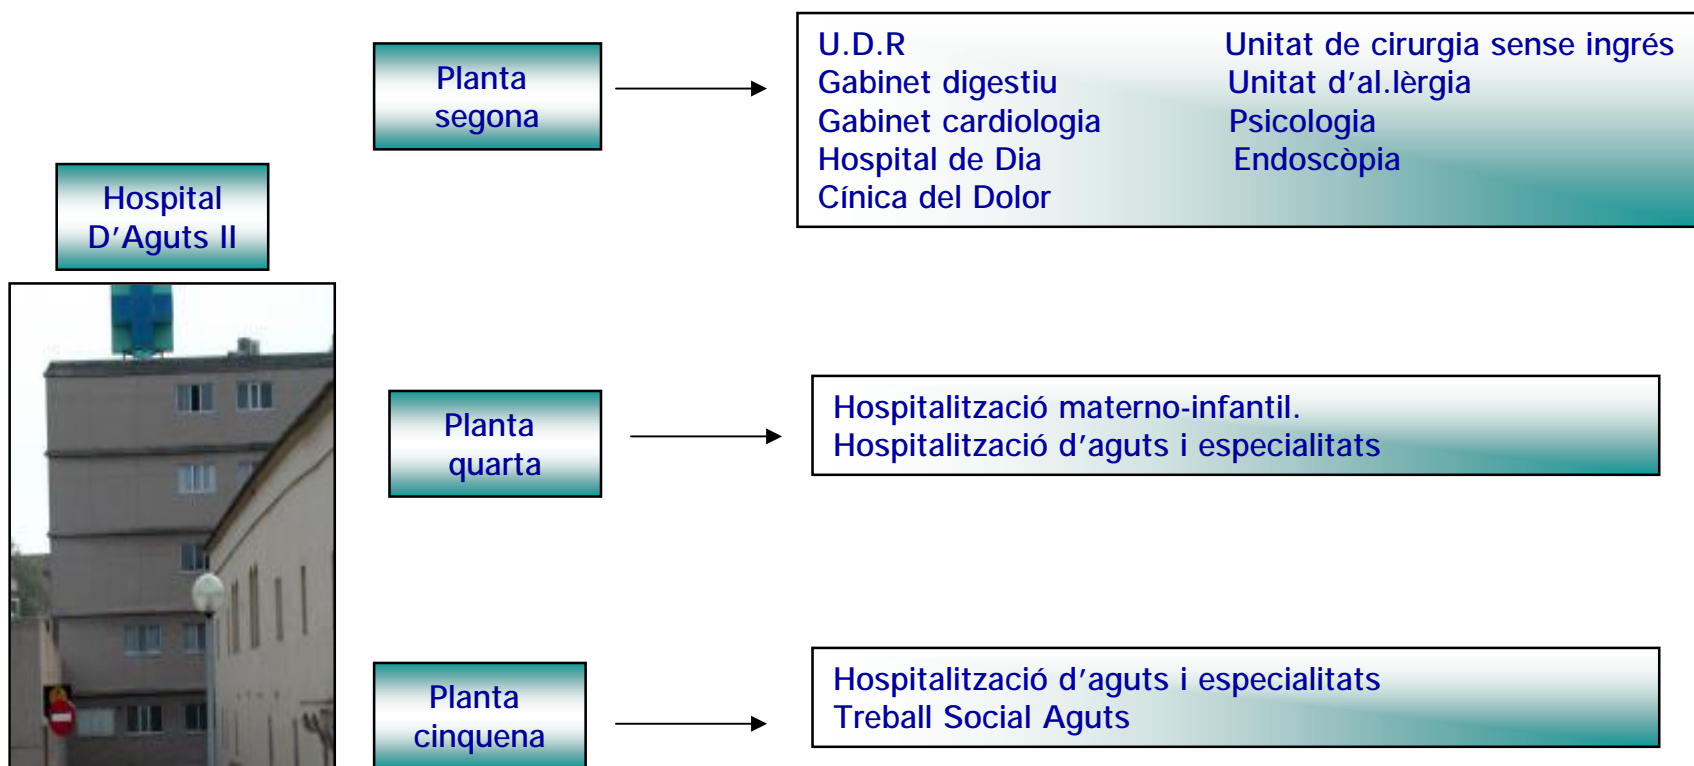 Hospital
D'Aguts II
Planta
segona
U.D.R
Gabinet digestiu
Gabinet cardiologia
Hospital de Dia
Cínica del Dolor
Unitat de cirurgia sense ingrés
Unitat d'al.lèrgia
Psicologia
Endoscòpia
Planta
quarta
Hospitalització materno-infantil.
Hospitalització d'aguts i especialitats
Planta
cinquena
Hospitalització d'aguts i especialitats
Treball Social Aguts